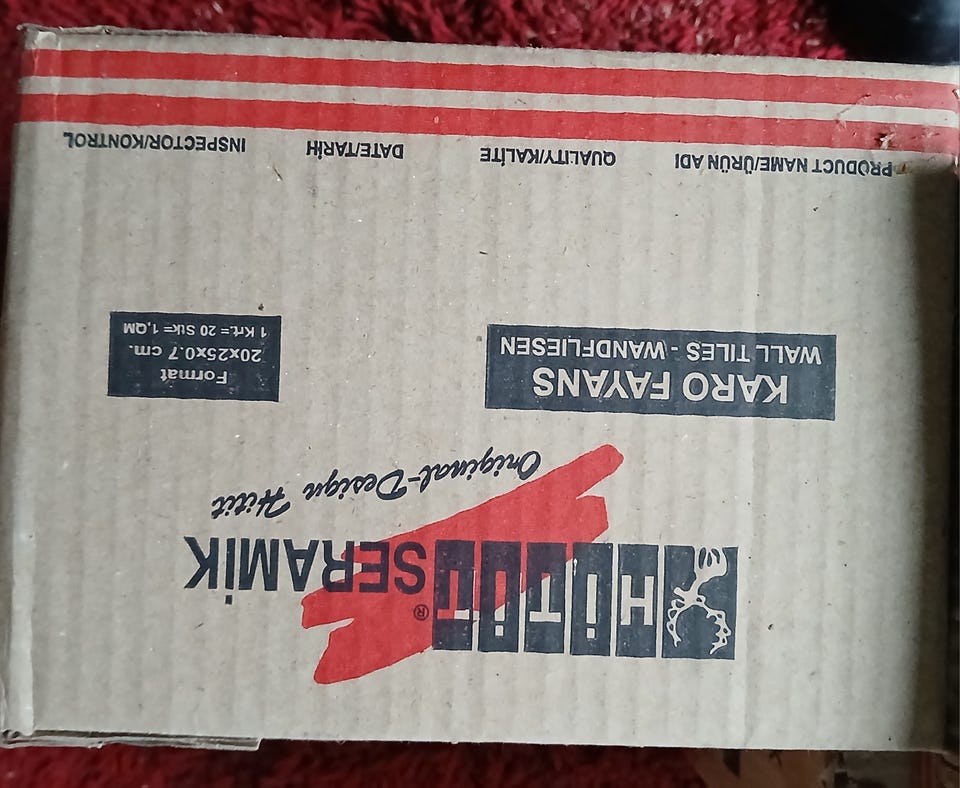 HİTİT SERAMİK ®
Original-Design Hitit
KARO FAYANS
WALL TILES - WANDFLIESEN
Format
20x25x0.7 cm.
1 Krt.= 20 Stk= 1,QM
PRODUCT NAME/ÜRÜN ADI
QUALITY/KALİTE
DATE/TARİH
INSPECTOR/KONTROL